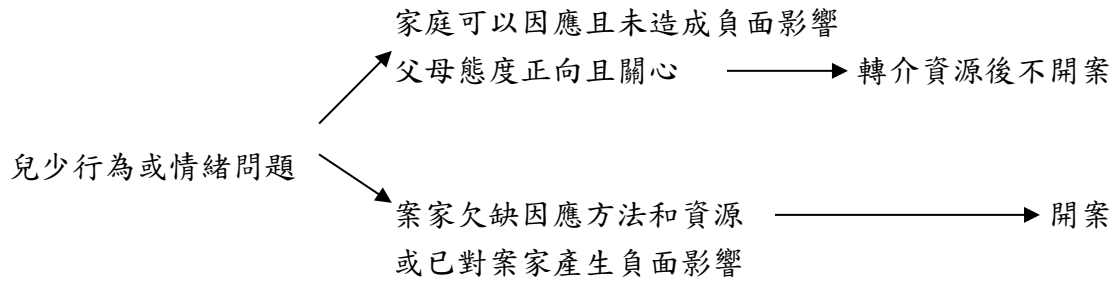 家庭可以因應且未造成負面影響
父母態度正向且關心
轉介資源後不開案
兒少行為或情緒問題
案家欠缺因應方法和資源
開案
或已對案家產生負面影響